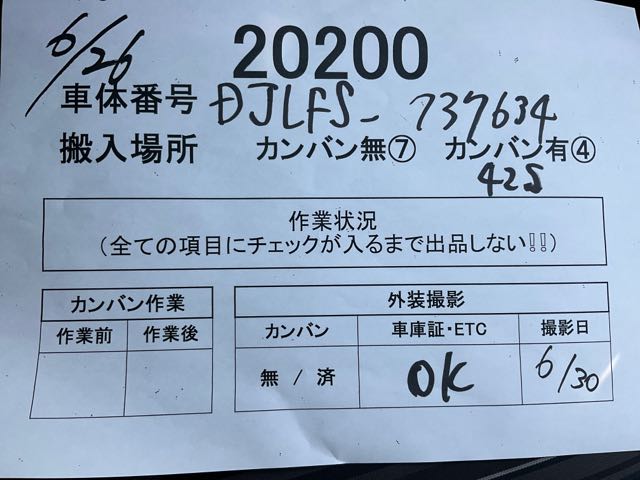 6/26
20200
車体番号 DJLFS-737634
搬入場所 カンバン無⑦ カンバン有④
425
作業状況
(全ての項目にチェックが入るまで出品しない!!)
カンバン作業
作業前 作業後
外装撮影
カンバン 車庫証・ETC 撮影日
無 / 済 OK 6/30